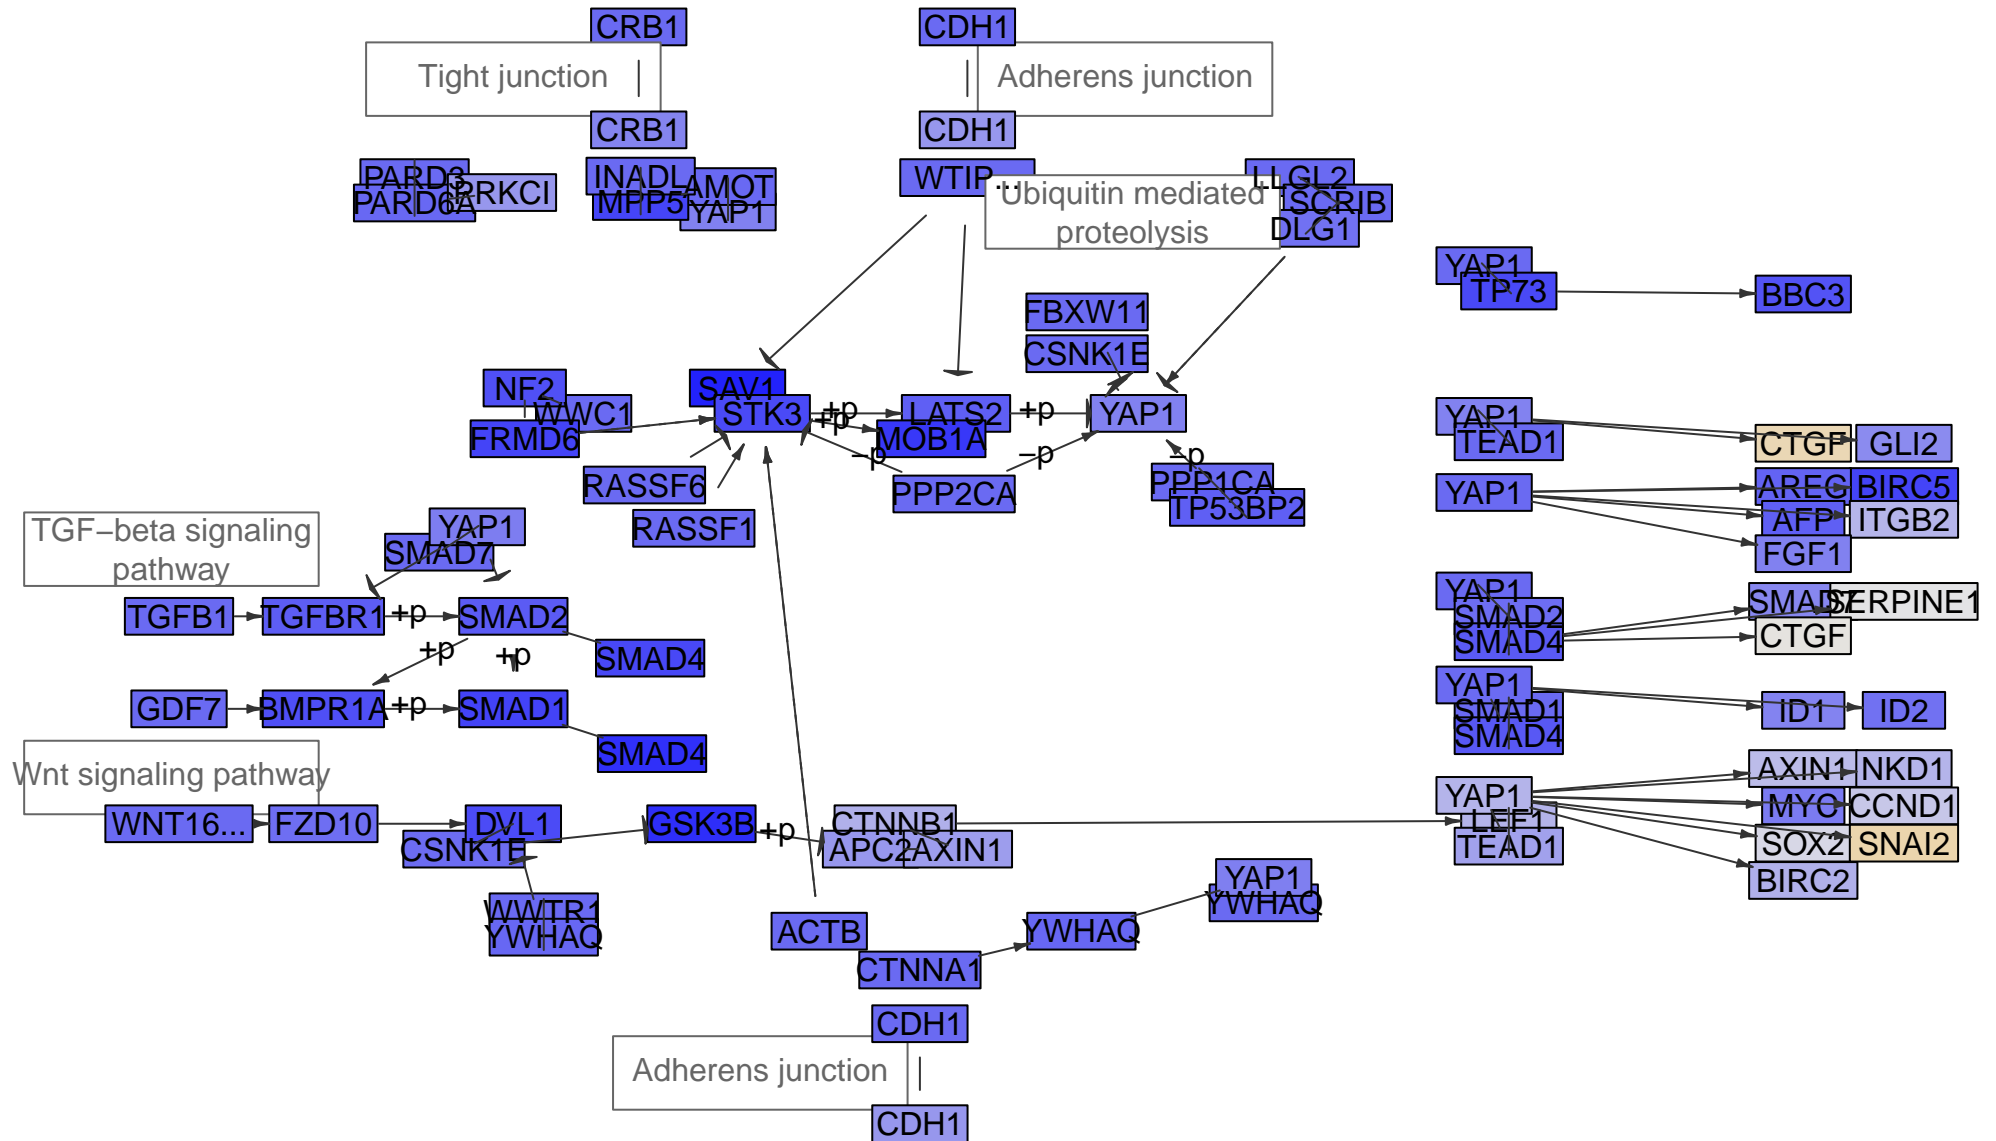 CRB1
CDH1
Tight junction
Adherens junction
CRB1
CDH1
PARD3
PRKCI
PARD6A
INADL
AMOT
MPP5
YAP1
WTIP...
LLGL2
Ubiquitin mediated
proteolysis
SCRIB
DLG1
YAP1
TP73
BBC3
FBXW11
CSNK1E
NF2
WWC1
FRMD6
SAV1
STK3
+p
+p
LATS2
MOB1A
+p
YAP1
−p
−p
−p
RASSF6
RASSF1
PPP2CA
PPP1CA
TP53BP2
YAP1
TEAD1
CTGF
GLI2
YAP1
AREG
BIRC5
AFP
ITGB2
FGF1
TGF−beta signaling
pathway
YAP1
SMAD7
TGFB1
TGFBR1
+p
SMAD2
+p
+p
SMAD4
YAP1
SMAD2
SMAD4
SMAD7
SERPINE1
CTGF
GDF7
BMPR1A
+p
SMAD1
SMAD4
YAP1
SMAD1
SMAD4
ID1
ID2
Wnt signaling pathway
WNT16...
FZD10
DVL1
CSNK1E
GSK3B
+p
CTNNB1
APC2
AXIN1
YAP1
LEF1
TEAD1
AXIN1
NKD1
MYC
CCND1
SOX2
SNAI2
BIRC2
WWTR1
YWHAQ
ACTB
CTNNA1
YWHAQ
YAP1
YWHAQ
CDH1
Adherens junction
CDH1